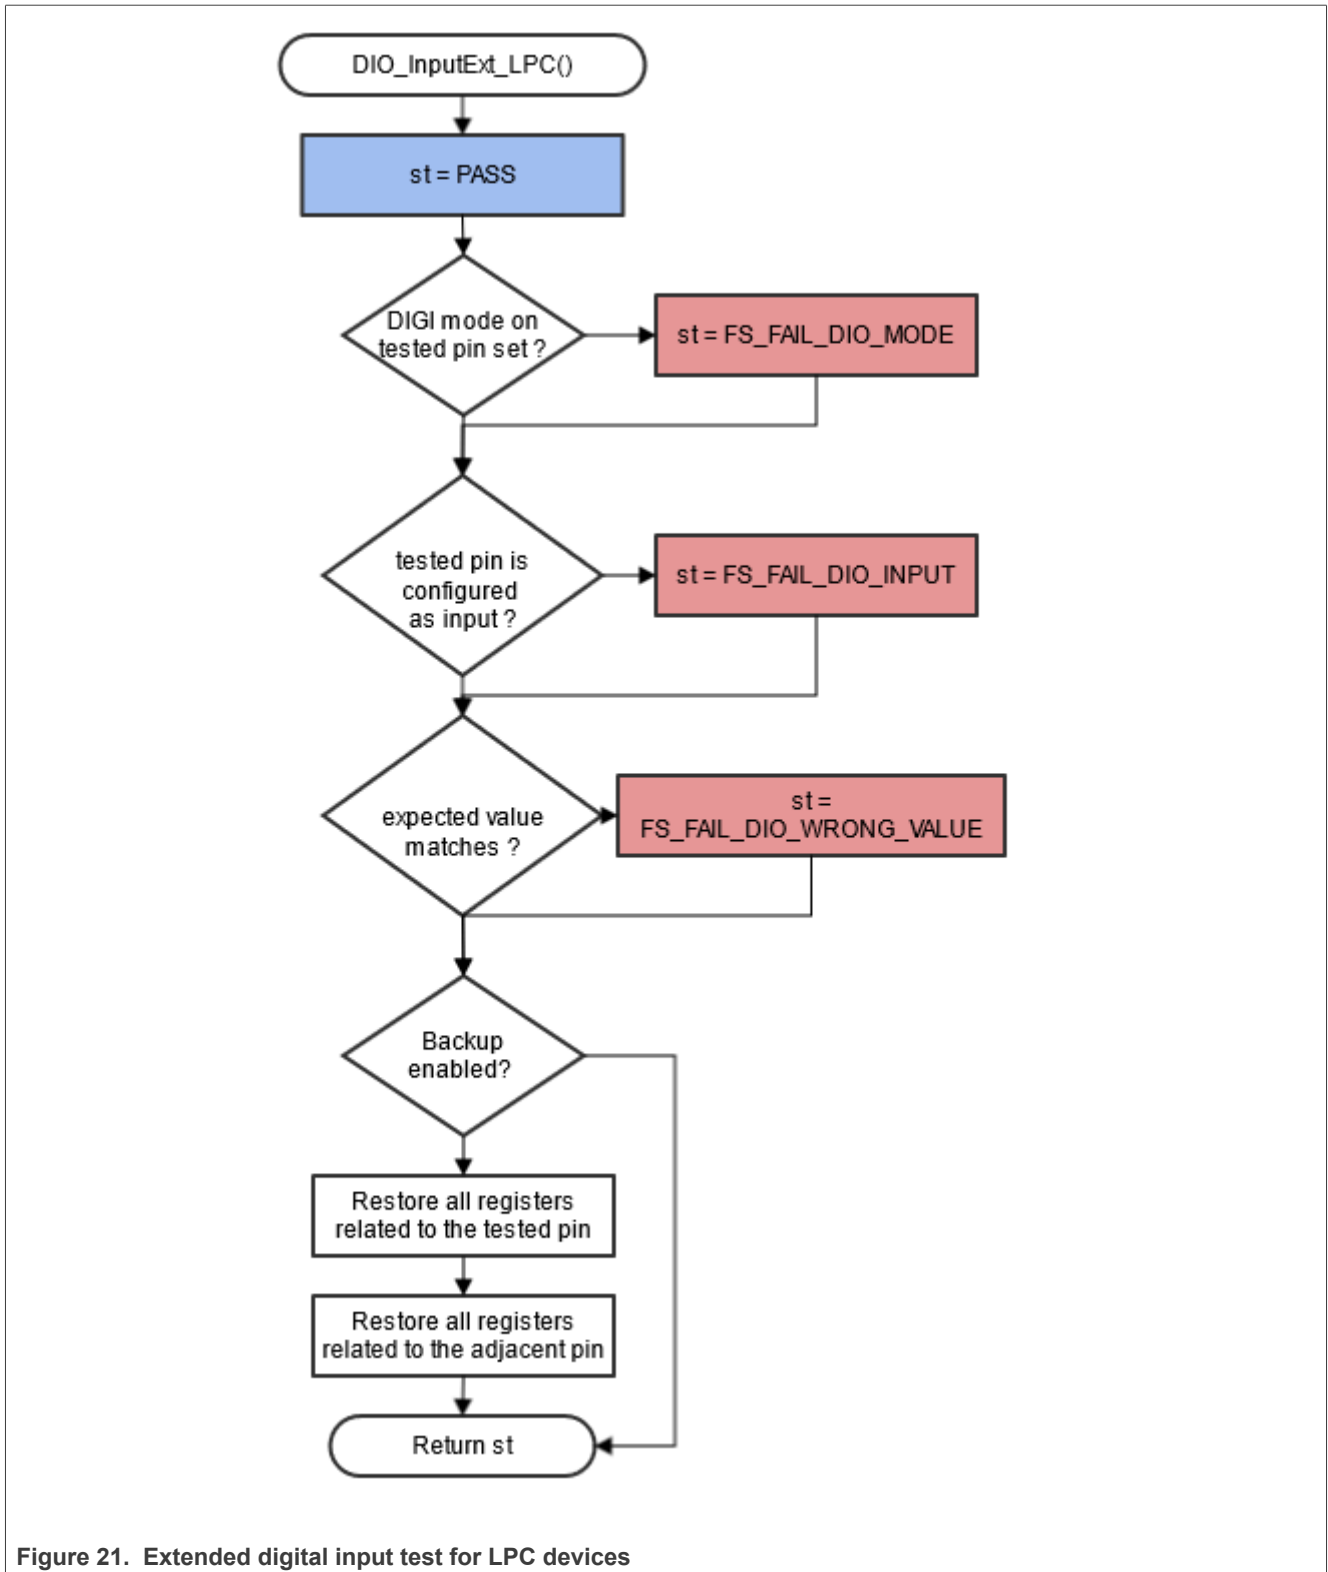 DIO_InputExt_LPC()
st = PASS
DIGI mode on
tested pin set ?
st = FS_FAIL_DIO_MODE
tested pin is
configured
as input ?
st = FS_FAIL_DIO_INPUT
expected value
matches ?
st =
FS_FAIL_DIO_WRONG_VALUE
Backup
enabled?
Restore all registers
related to the tested pin
Restore all registers
related to the adjacent pin
Return st
Figure 21. Extended digital input test for LPC devices